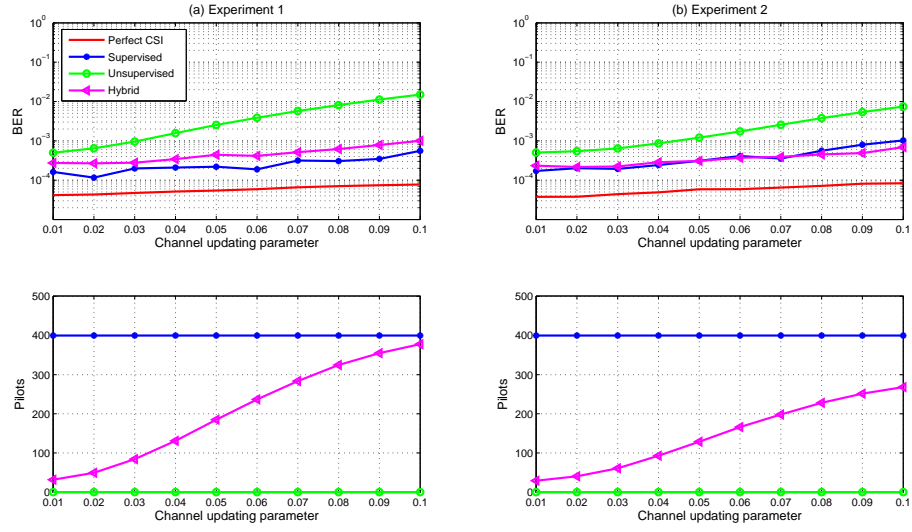 (a) Experiment 1
10^0
10^-1
10^-2
10^-3
10^-4
BER
Perfect CSI
Supervised
Unsupervised
Hybrid
0.01 0.02 0.03 0.04 0.05 0.06 0.07 0.08 0.09 0.1
Channel updating parameter
(b) Experiment 2
10^0
10^-1
10^-2
10^-3
10^-4
BER
0.01 0.02 0.03 0.04 0.05 0.06 0.07 0.08 0.09 0.1
Channel updating parameter
500
400
300
200
100
0
Pilots
0.01 0.02 0.03 0.04 0.05 0.06 0.07 0.08 0.09 0.1
Channel updating parameter
500
400
300
200
100
0
Pilots
0.01 0.02 0.03 0.04 0.05 0.06 0.07 0.08 0.09 0.1
Channel updating parameter